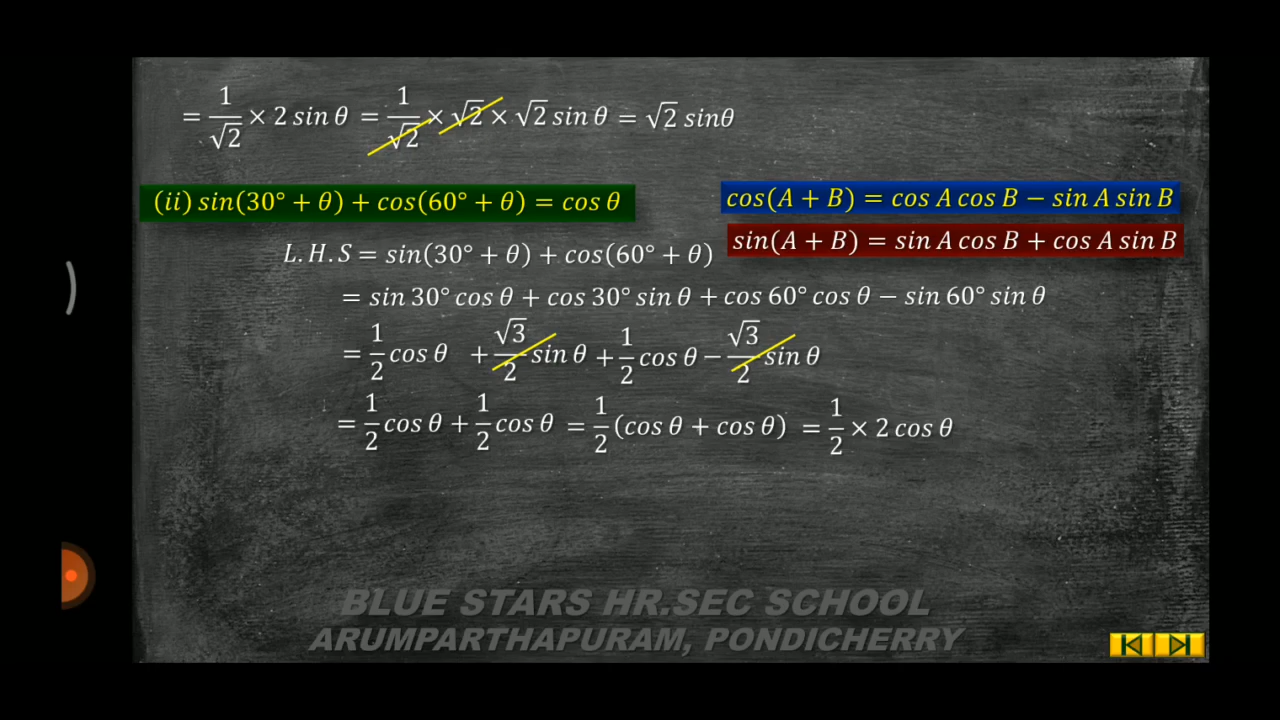 = 1/√2 × 2 sin θ = 1/√2 × √2 × √2 sin θ = √2 sinθ
(ii) sin(30° + θ) + cos(60° + θ) = cos θ
cos(A + B) = cos A cos B − sin A sin B
sin(A + B) = sin A cos B + cos A sin B
L.H.S = sin(30° + θ) + cos(60° + θ)
= sin 30° cos θ + cos 30° sin θ + cos 60° cos θ − sin 60° sin θ
= 1/2 cos θ + √3/2 sin θ + 1/2 cos θ − √3/2 sin θ
= 1/2 cos θ + 1/2 cos θ = 1/2 (cos θ + cos θ) = 1/2 × 2 cos θ
BLUE STARS HR.SEC SCHOOL
ARUMPARTHAPURAM, PONDICHERRY